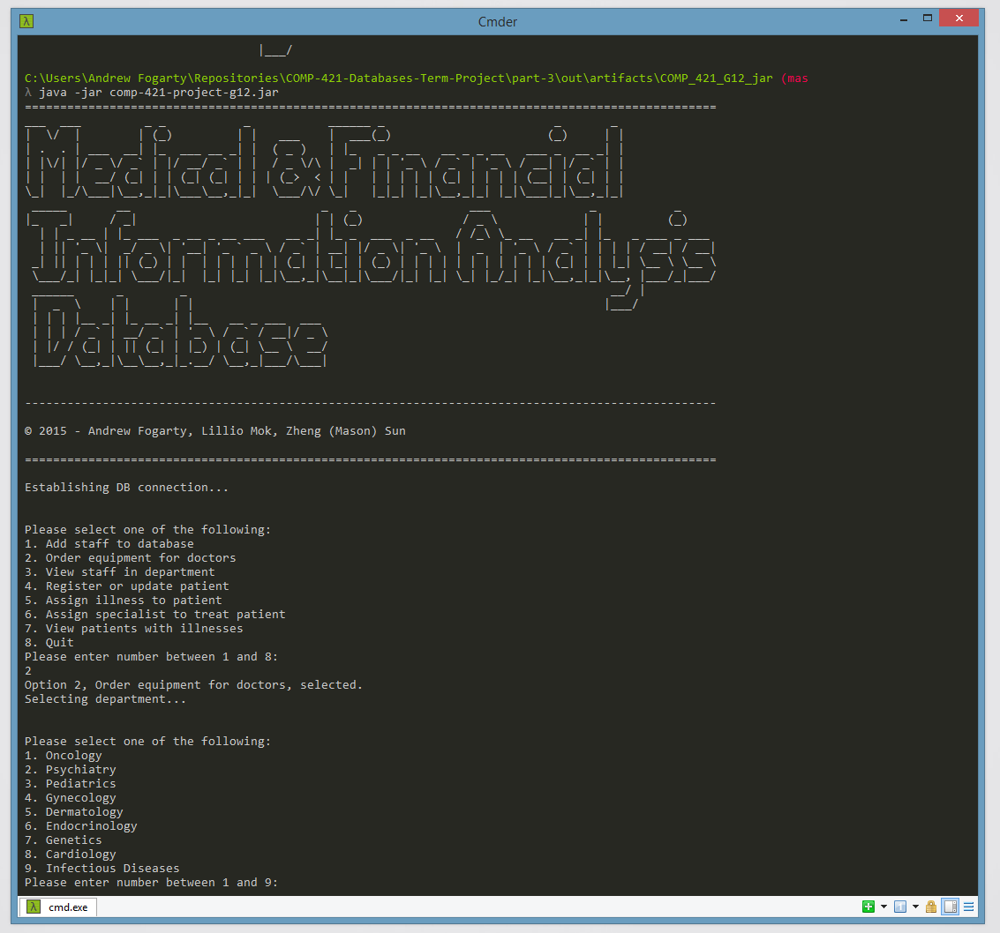 Cmder
C:\Users\Andrew Fogarty\Repositories\COMP-421-Databases-Term-Project\part-3\out\artifacts\COMP_421_G12_jar (mas
λ java -jar comp-421-project-g12.jar
Medical & Financial
Information Analysis
Database
© 2015 - Andrew Fogarty, Lillio Mok, Zheng (Mason) Sun
Establishing DB connection...
Please select one of the following:
1. Add staff to database
2. Order equipment for doctors
3. View staff in department
4. Register or update patient
5. Assign illness to patient
6. Assign specialist to treat patient
7. View patients with illnesses
8. Quit
Please enter number between 1 and 8:
2
Option 2, Order equipment for doctors, selected.
Selecting department...
Please select one of the following:
1. Oncology
2. Psychiatry
3. Pediatrics
4. Gynecology
5. Dermatology
6. Endocrinology
7. Genetics
8. Cardiology
9. Infectious Diseases
Please enter number between 1 and 9:
λ cmd.exe